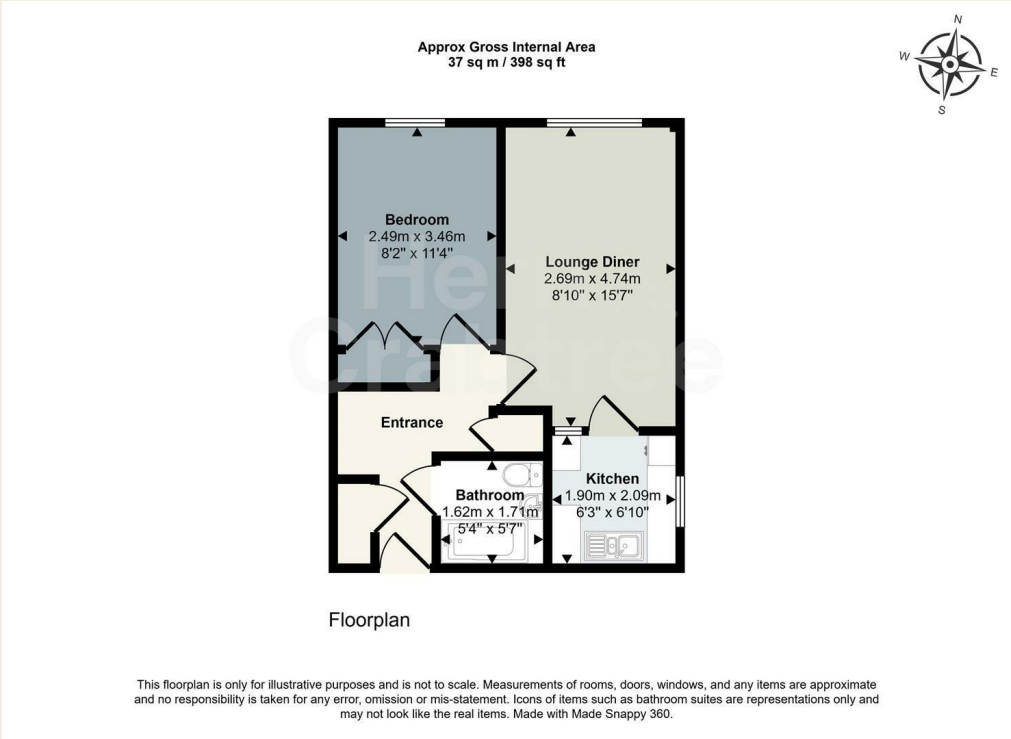 Approx Gross Internal Area
37 sq m / 398 sq ft
N
W
E
S
Bedroom
2.49m x 3.46m
8'2" x 11'4"
Lounge Diner
2.69m x 4.74m
8'10" x 15'7"
Entrance
Kitchen
1.90m x 2.09m
6'3" x 6'10"
Bathroom
1.62m x 1.71m
5'4" x 5'7"
Floorplan
This floorplan is only for illustrative purposes and is not to scale. Measurements of rooms, doors, windows, and any items are approximate
and no responsibility is taken for any error, omission or mis-statement. Icons of items such as bathroom suites are representations only and
may not look like the real items. Made with Made Snappy 360.
Crabtree